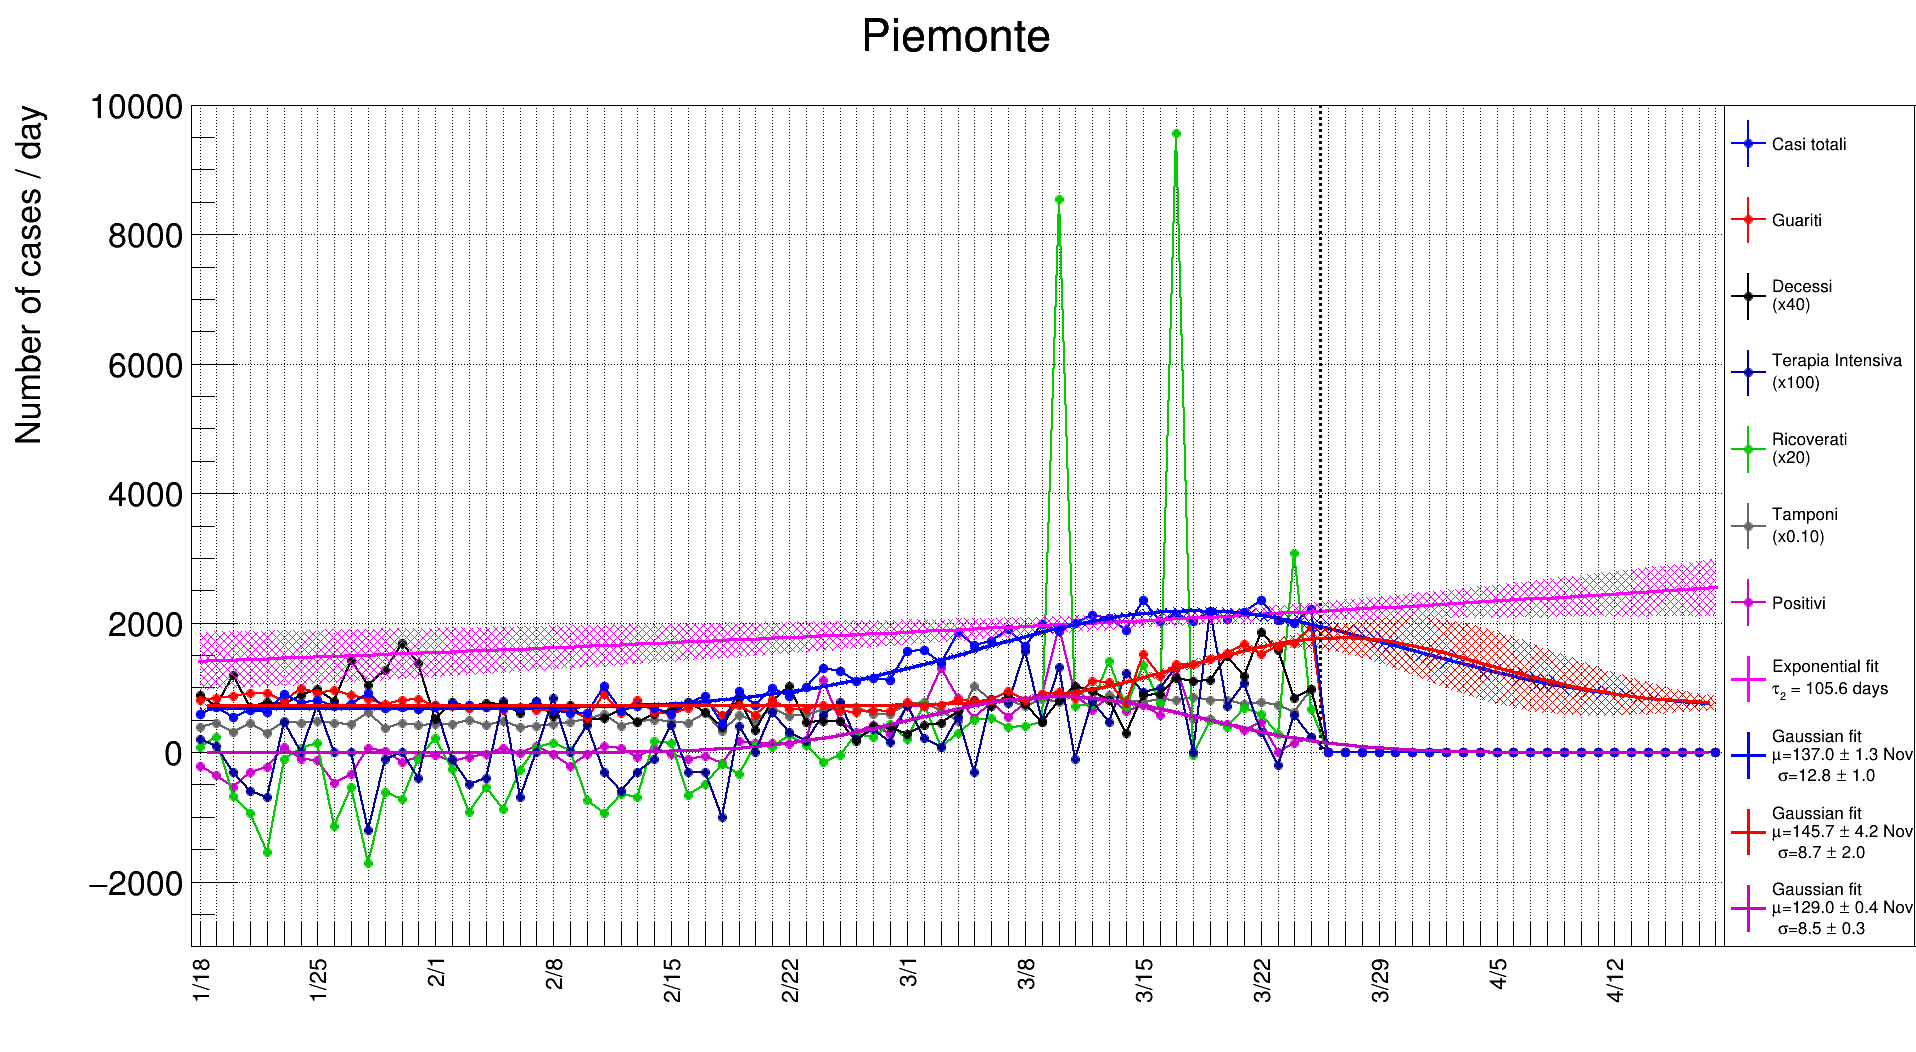 Piemonte
Number of cases / day
10000
8000
6000
4000
2000
0
−2000
1/18
1/25
2/1
2/8
2/15
2/22
3/1
3/8
3/15
3/22
3/29
4/5
4/12
Casi totali
Guariti
Decessi
(x40)
Terapia Intensiva
(x100)
Ricoverati
(x20)
Tamponi
(x0.10)
Positivi
Exponential fit
τ2 = 105.6 days
Gaussian fit
μ=137.0 ± 1.3 Nov
σ=12.8 ± 1.0
Gaussian fit
μ=145.7 ± 4.2 Nov
σ=8.7 ± 2.0
Gaussian fit
μ=129.0 ± 0.4 Nov
σ=8.5 ± 0.3